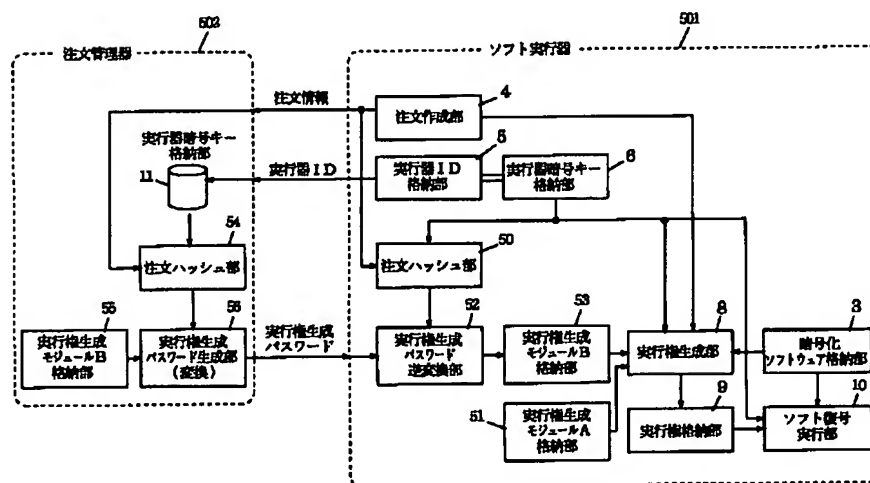 502
501
注文管理器
ソフト実行器
注文情報
4
注文作成部
実行器暗号キー
格納部
11
実行器ID
5
実行器ID
格納部
6
実行器暗号キー
格納部
54
注文ハッシュ部
50
注文ハッシュ部
55
実行権生成
モジュールB
格納部
56
実行権生成
パスワード生成部
(変換)
実行権生成
パスワード
52
実行権生成
パスワード
逆変換部
53
実行権生成
モジュールB
格納部
8
実行権生成部
3
暗号化
ソフトウェア格納部
51
実行権生成
モジュールA
格納部
9
実行権格納部
10
ソフト復号
実行部